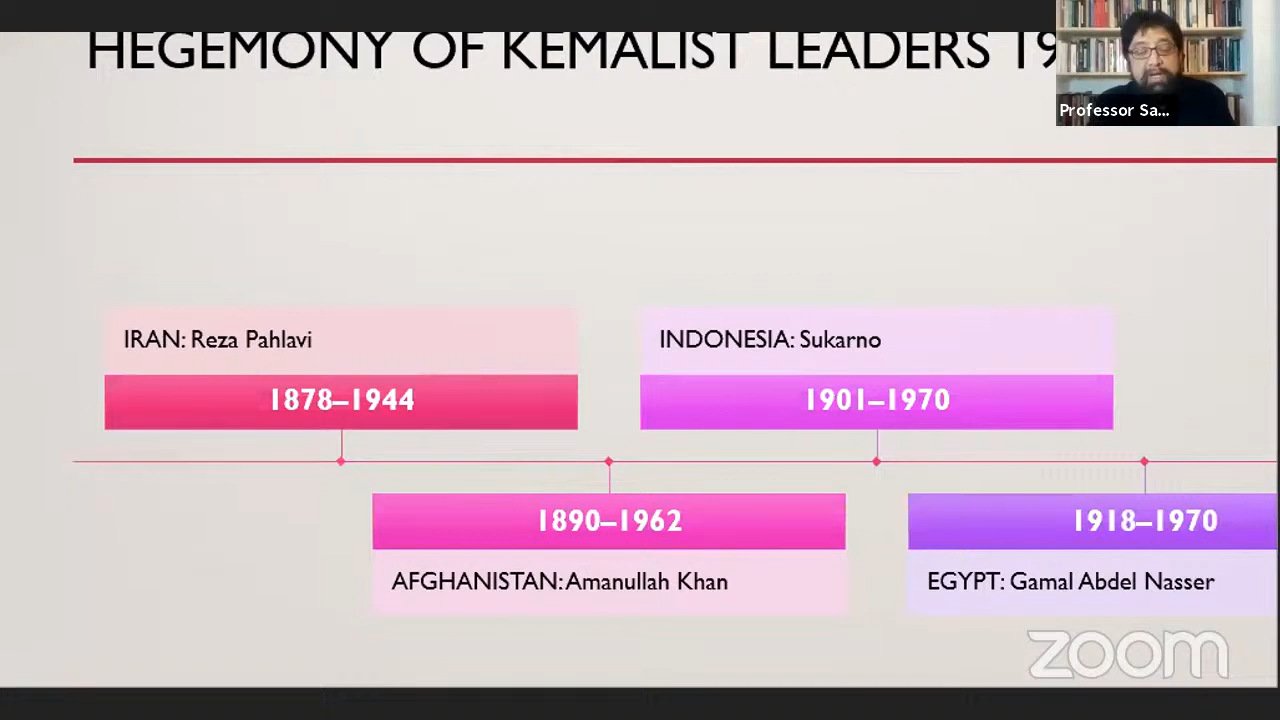 HEGEMONY OF KEMALIST LEADERS 19
Professor Sa...
IRAN: Reza Pahlavi
1878–1944
INDONESIA: Sukarno
1901–1970
1890–1962
AFGHANISTAN: Amanullah Khan
1918–1970
EGYPT: Gamal Abdel Nasser
zoom